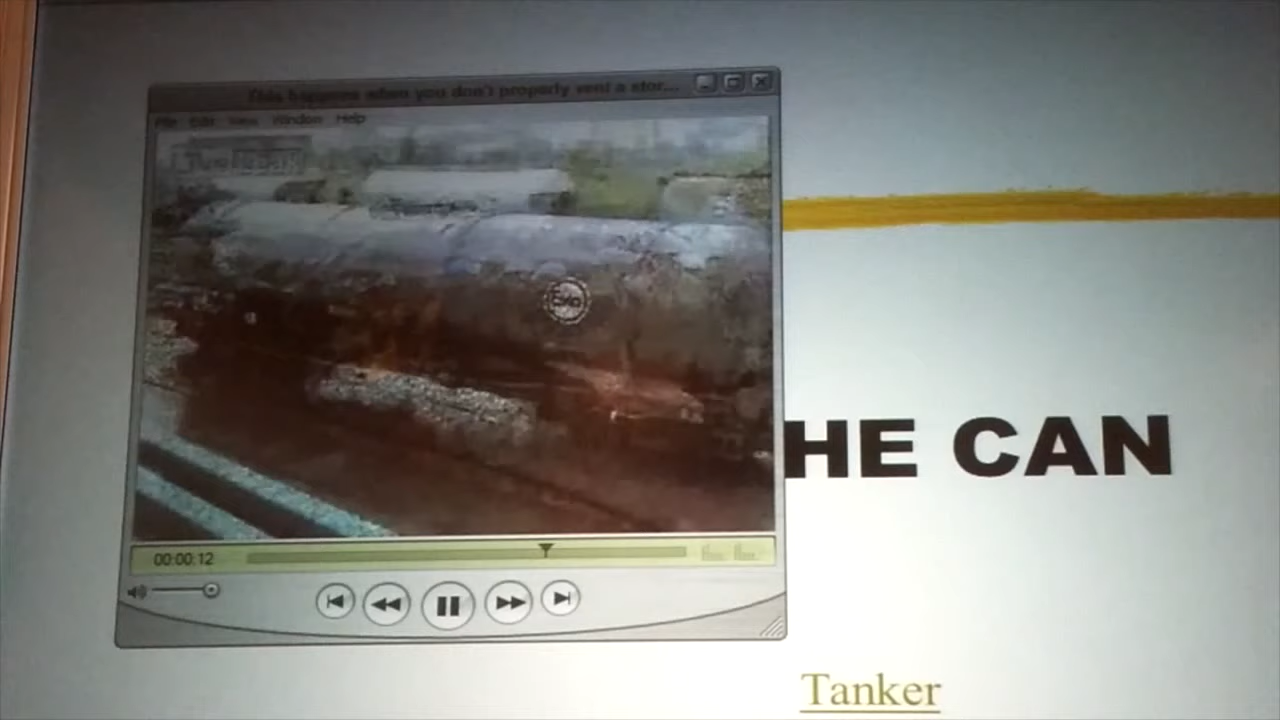 This happens when you don't properly vent a stor...
File Edit View Window Help
HE CAN
00:00:12
Tanker